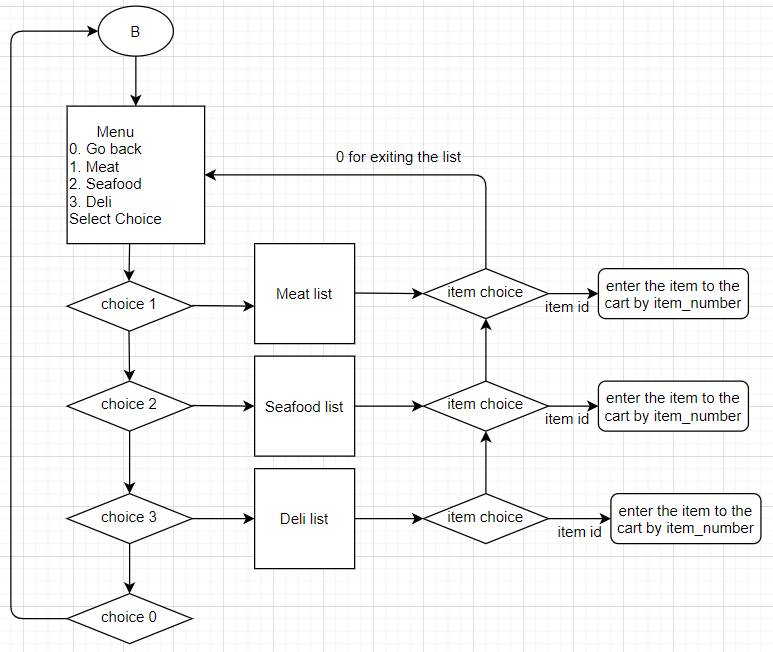 B
Menu
0. Go back
1. Meat
2. Seafood
3. Deli
Select Choice
0 for exiting the list
choice 1
Meat list
item choice
item id
enter the item to the
cart by item_number
choice 2
Seafood list
item choice
item id
enter the item to the
cart by item_number
choice 3
Deli list
item choice
item id
enter the item to the
cart by item_number
choice 0